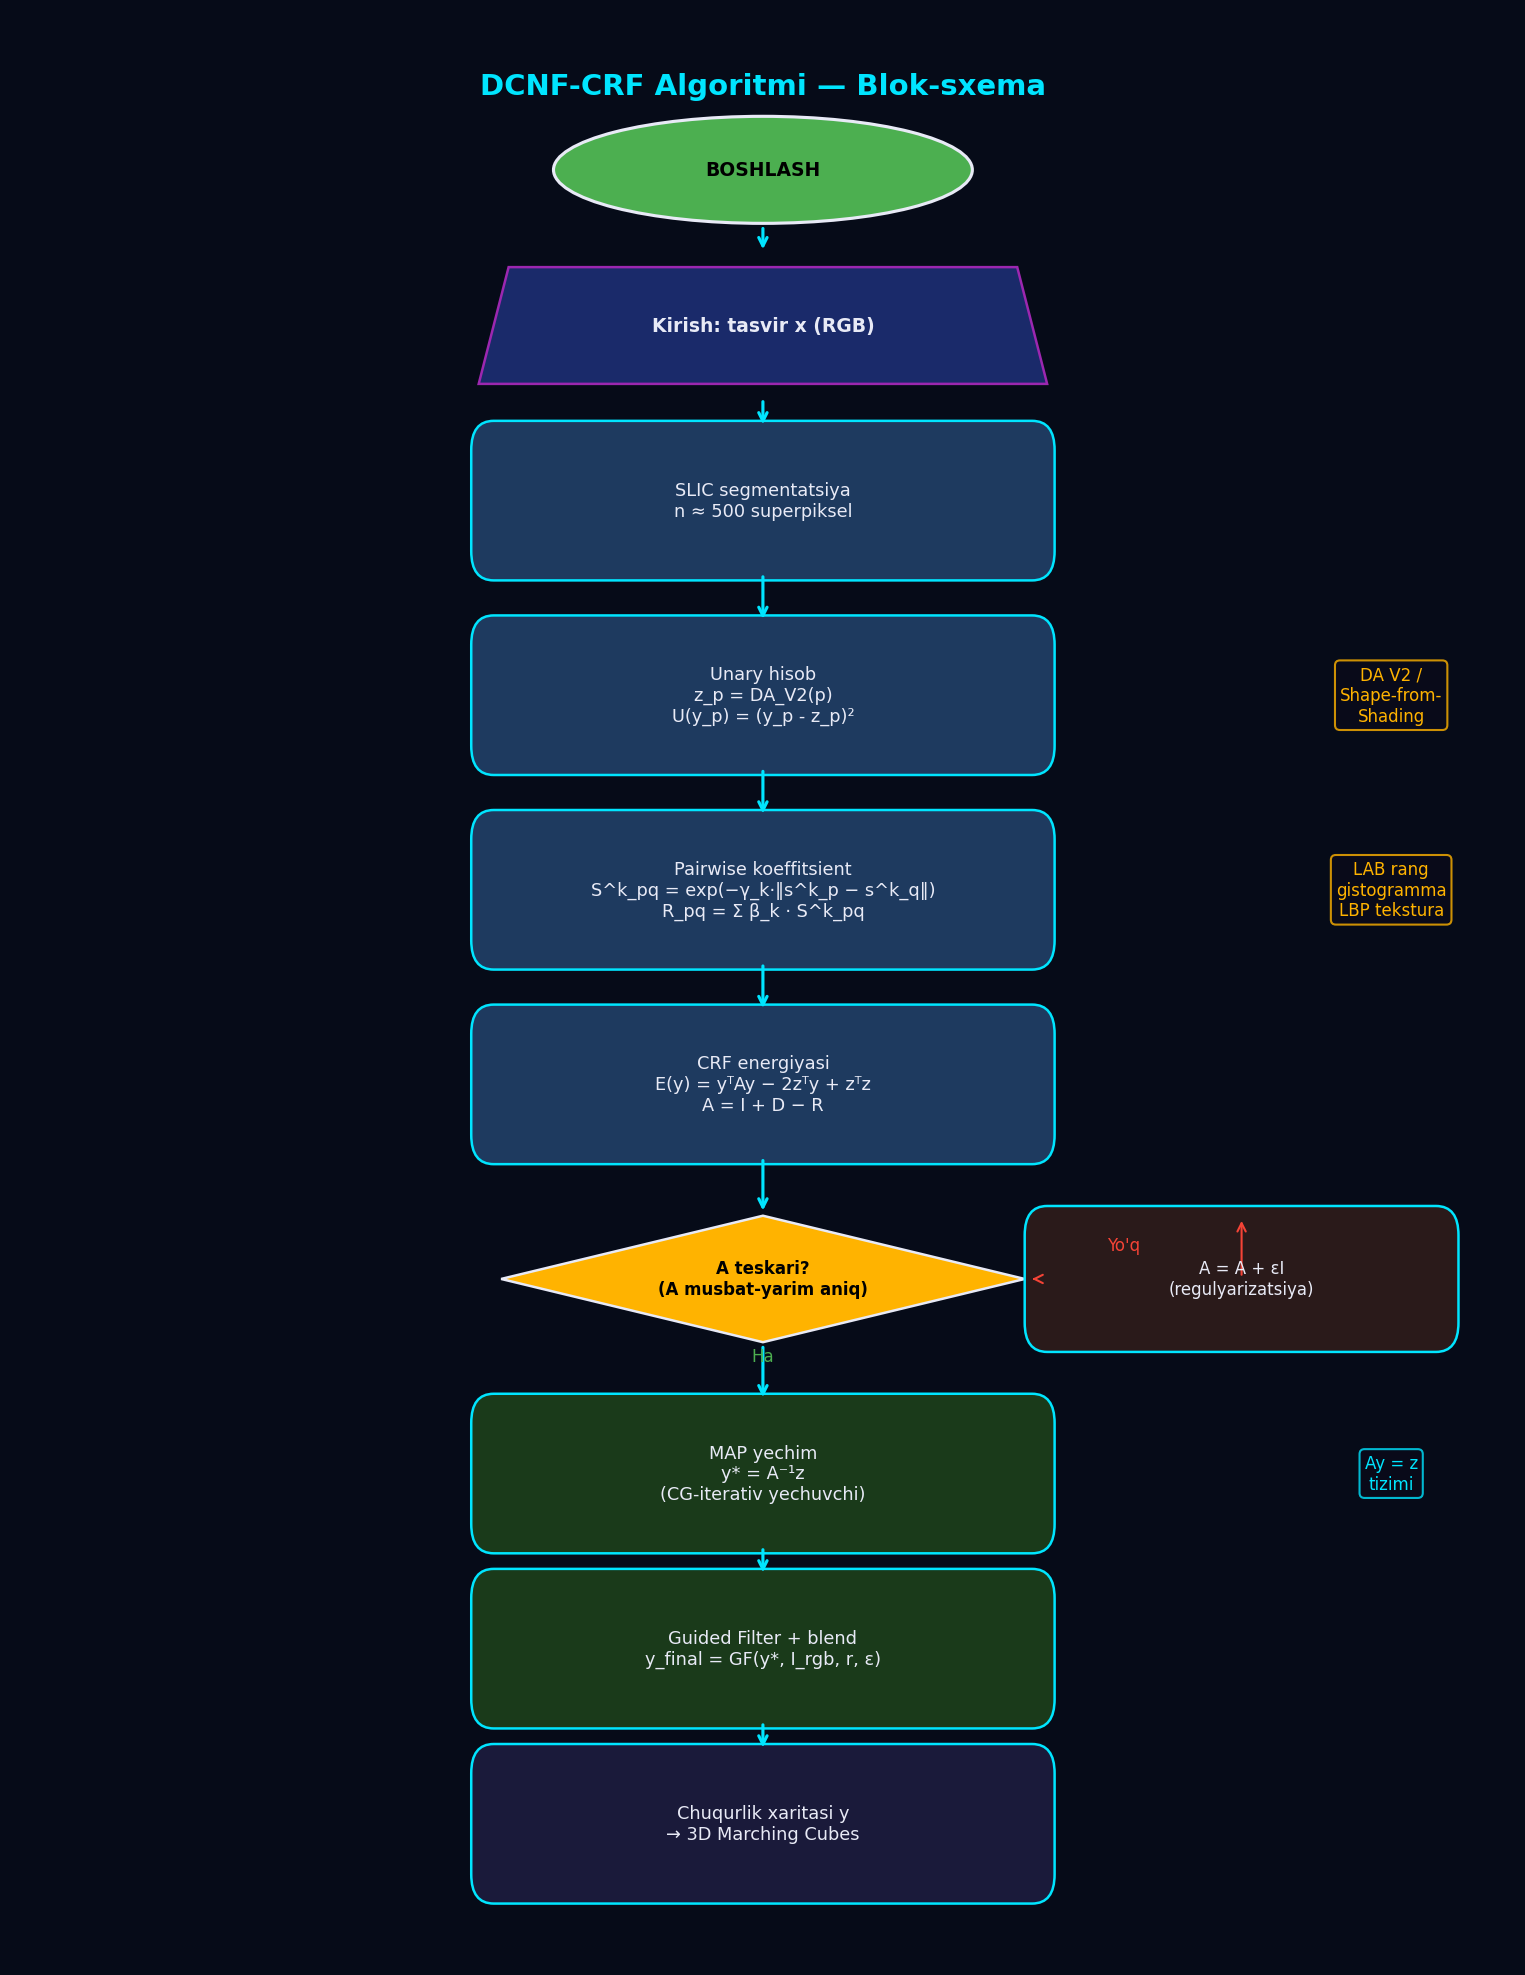 DCNF-CRF Algoritmi — Blok-sxema
BOSHLASH
Kirish: tasvir x (RGB)
SLIC segmentatsiya
n ≈ 500 superpiksel
Unary hisob
z_p = DA_V2(p)
U(y_p) = (y_p - z_p)²
DA V2 /
Shape-from-
Shading
Pairwise koeffitsient
S^k_pq = exp(−γ_k·‖s^k_p − s^k_q‖)
R_pq = Σ β_k · S^k_pq
LAB rang
gistogramma
LBP tekstura
CRF energiyasi
E(y) = yᵀAy − 2zᵀy + zᵀz
A = I + D − R
A teskari?
(A musbat-yarim aniq)
Yo'q
A = A + εI
(regulyarizatsiya)
Ha
MAP yechim
y* = A⁻¹z
(CG-iterativ yechuvchi)
Ay = z
tizimi
Guided Filter + blend
y_final = GF(y*, I_rgb, r, ε)
Chuqurlik xaritasi y
→ 3D Marching Cubes